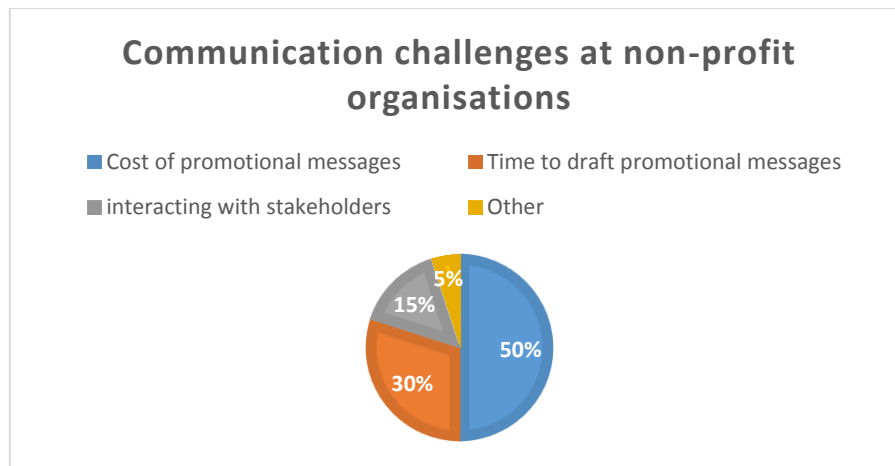 Communication challenges at non-profit
organisations
Cost of promotional messages
Time to draft promotional messages
interacting with stakeholders
Other
5%
15%
50%
30%